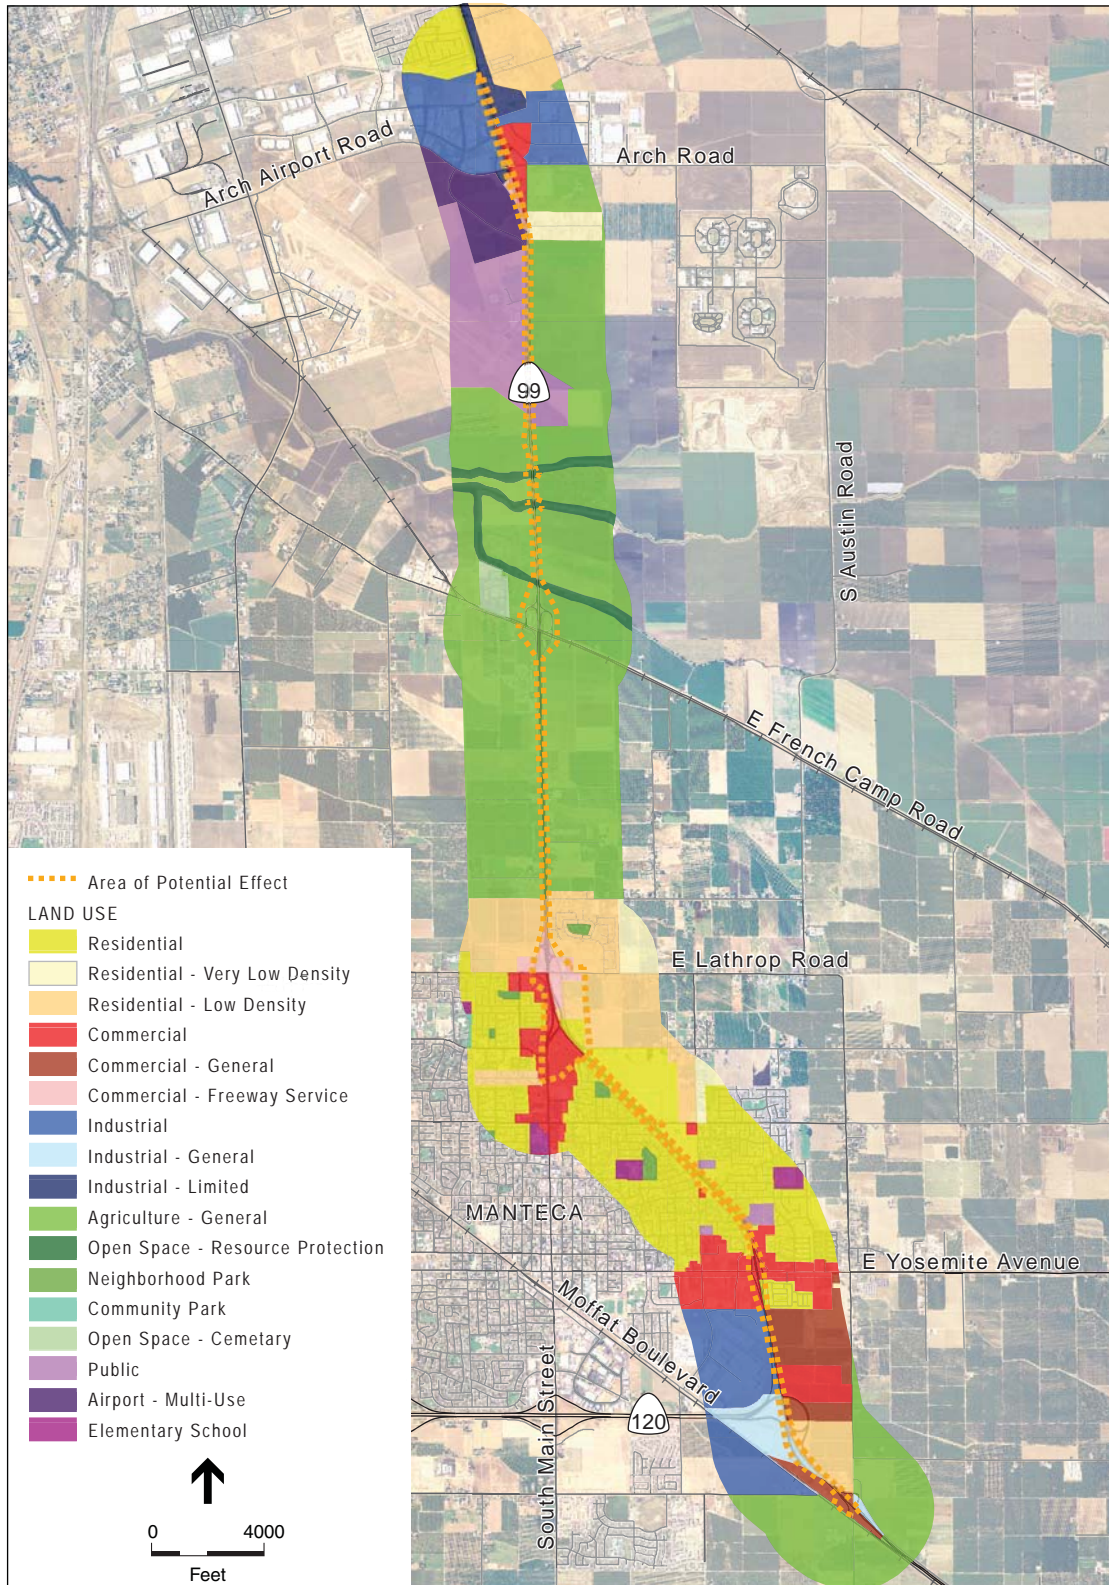 Arch Airport Road
Arch Road
99
S Austin Road
E French Camp Road
Area of Potential Effect
LAND USE
Residential
Residential - Very Low Density
Residential - Low Density
Commercial
Commercial - General
Commercial - Freeway Service
Industrial
Industrial - General
Industrial - Limited
Agriculture - General
Open Space - Resource Protection
Neighborhood Park
Community Park
Open Space - Cemetary
Public
Airport - Multi-Use
Elementary School
0 4000
Feet
E Lathrop Road
MANTECA
E Yosemite Avenue
Moffat Boulevard
South Main Street
120